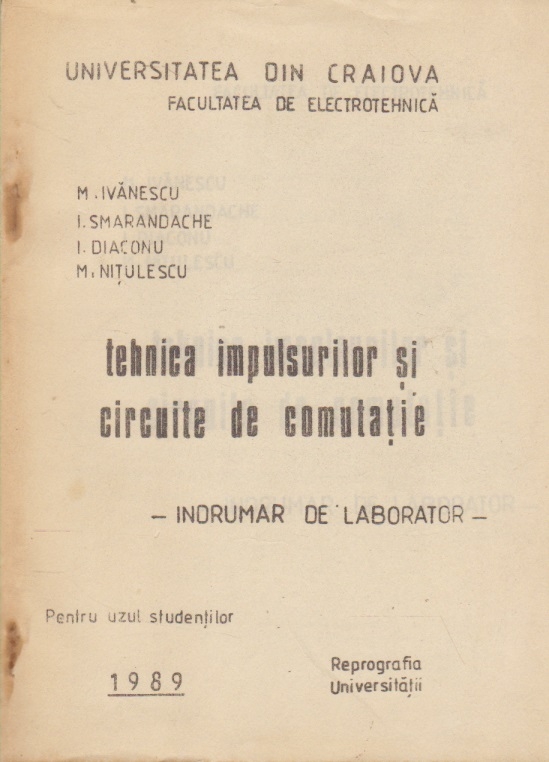 UNIVERSITATEA DIN CRAIOVA
FACULTATEA DE ELECTROTEHNICĂ
M. IVĂNESCU
I. SMARANDACHE
I. DIACONU
M. NIȚULESCU
tehnica impulsurilor și
circuite de comutație
- INDRUMAR DE LABORATOR -
Pentru uzul studenților
1989
Reprografia
Universității